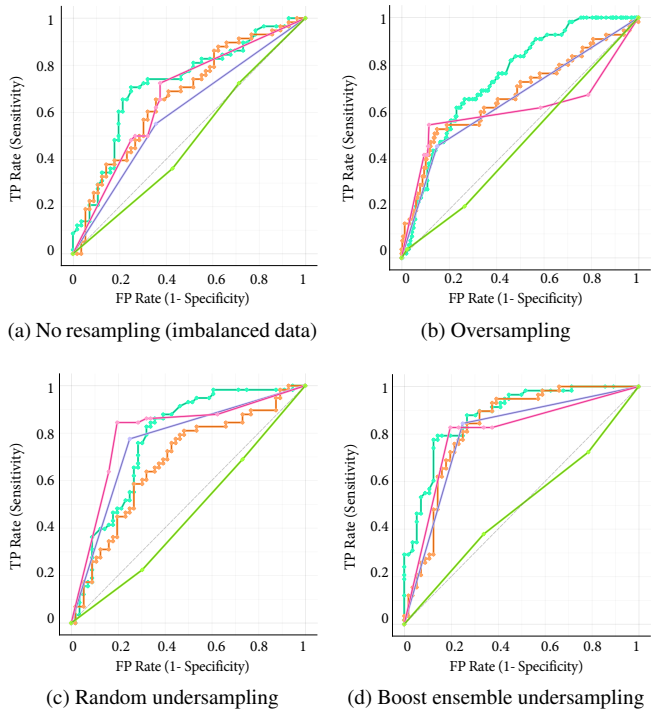 1
0.8
0.6
0.4
0.2
0
TP Rate (Sensitivity)
0 0.2 0.4 0.6 0.8 1
FP Rate (1- Specificity)
(a) No resampling (imbalanced data)
1
0.8
0.6
0.4
0.2
0
TP Rate (Sensitivity)
0 0.2 0.4 0.6 0.8 1
FP Rate (1- Specificity)
(b) Oversampling
1
0.8
0.6
0.4
0.2
0
TP Rate (Sensitivity)
0 0.2 0.4 0.6 0.8 1
FP Rate (1- Specificity)
(c) Random undersampling
1
0.8
0.6
0.4
0.2
0
TP Rate (Sensitivity)
0 0.2 0.4 0.6 0.8 1
FP Rate (1- Specificity)
(d) Boost ensemble undersampling